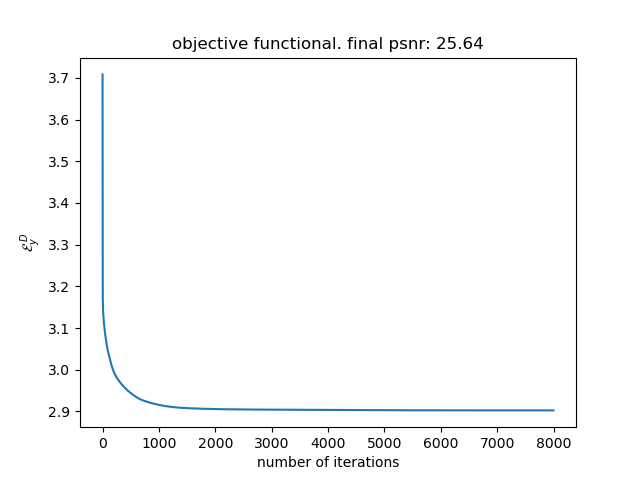 objective functional. final psnr: 25.64
3.7
3.6
3.5
3.4
3.3
3.2
3.1
3.0
2.9
ℰ_y^D
0 1000 2000 3000 4000 5000 6000 7000 8000
number of iterations